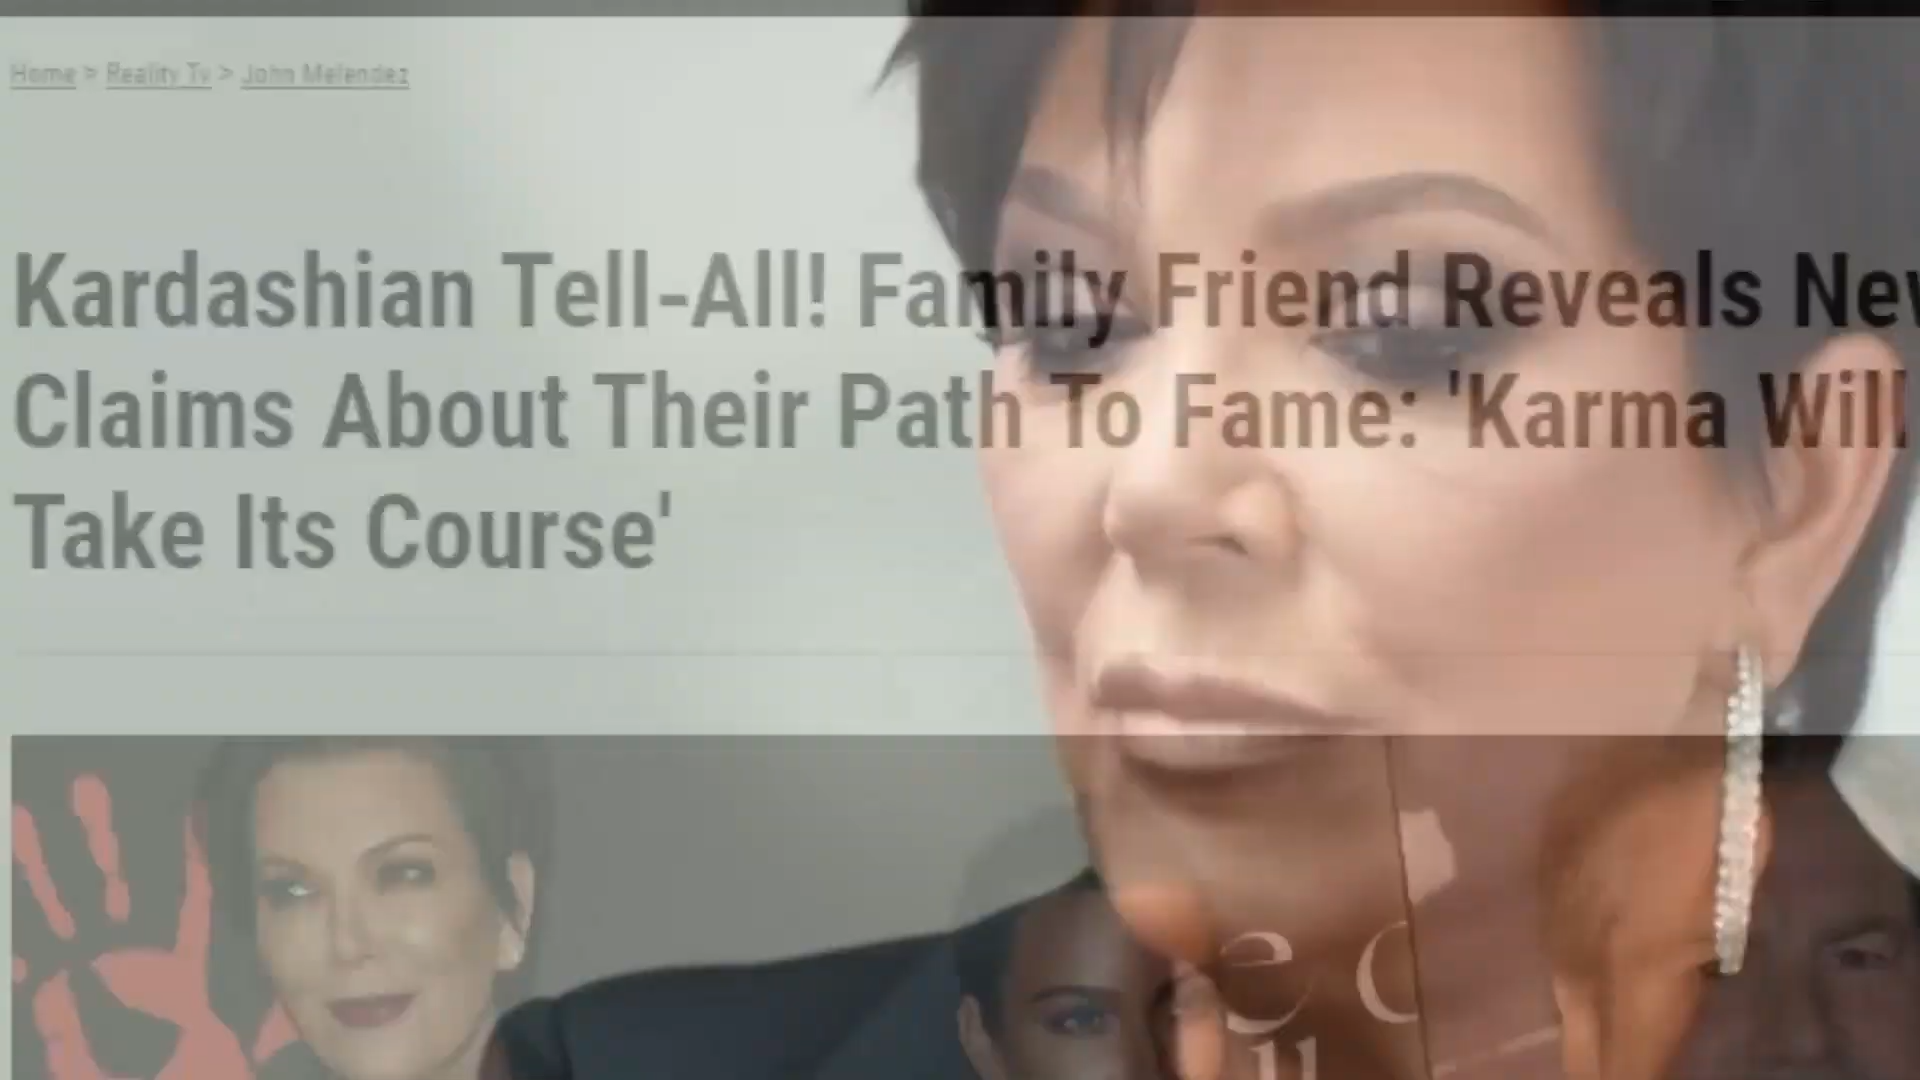 Home > Reality Tv > John Melendez
Kardashian Tell-All! Family Friend Reveals
Claims About Their Path To Fame: 'Karma Will
Take Its Course'